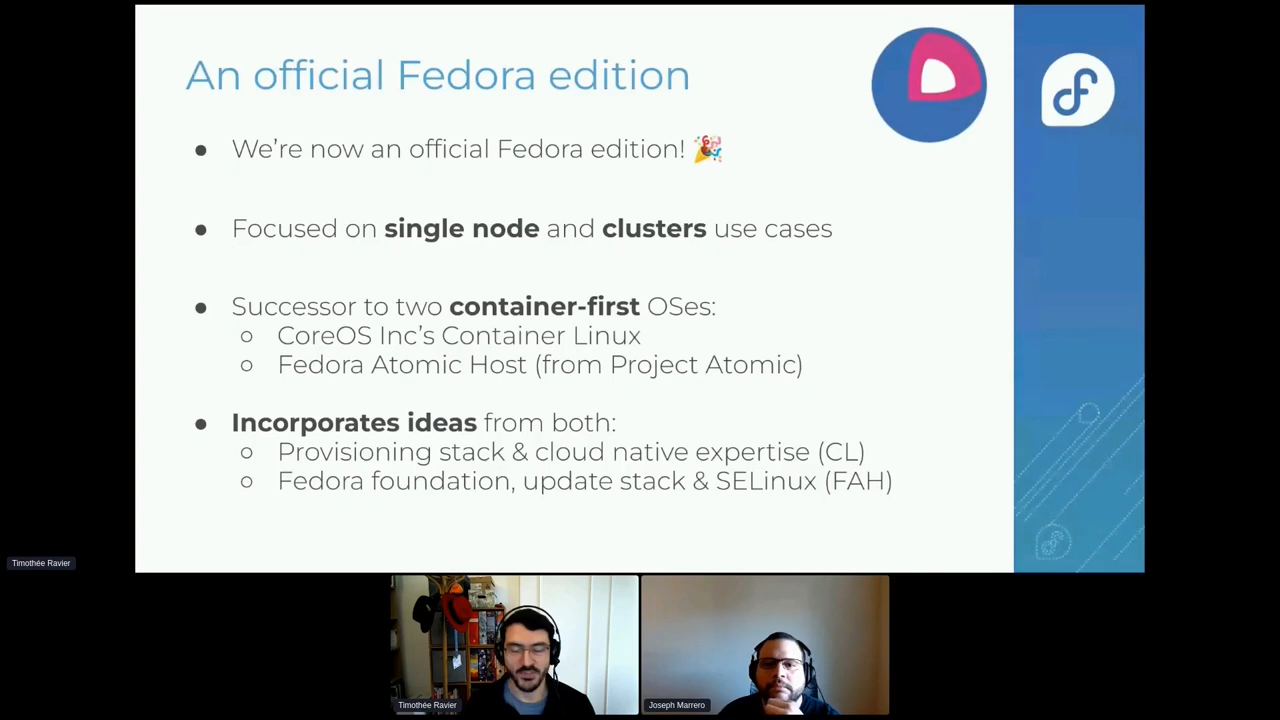 An official Fedora edition
● We’re now an official Fedora edition! 🎉
● Focused on single node and clusters use cases
● Successor to two container-first OSes:
○ CoreOS Inc’s Container Linux
○ Fedora Atomic Host (from Project Atomic)
● Incorporates ideas from both:
○ Provisioning stack & cloud native expertise (CL)
○ Fedora foundation, update stack & SELinux (FAH)
Timothée Ravier
Timothée Ravier
Joseph Marrero